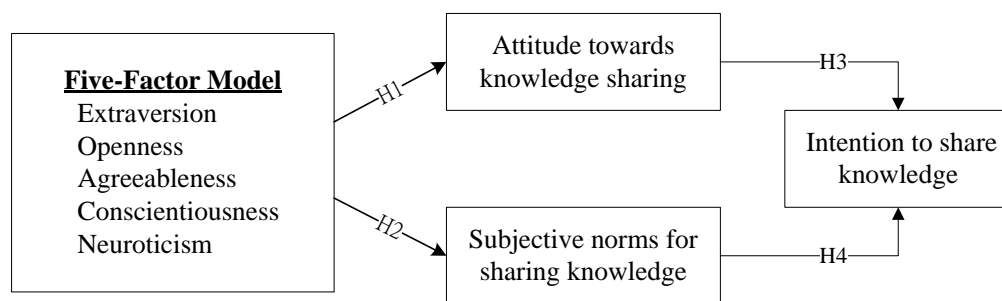 Five-Factor Model
Extraversion
Openness
Agreeableness
Conscientiousness
Neuroticism
H1
H2
Attitude towards
knowledge sharing
Subjective norms for
sharing knowledge
H3
H4
Intention to share
knowledge